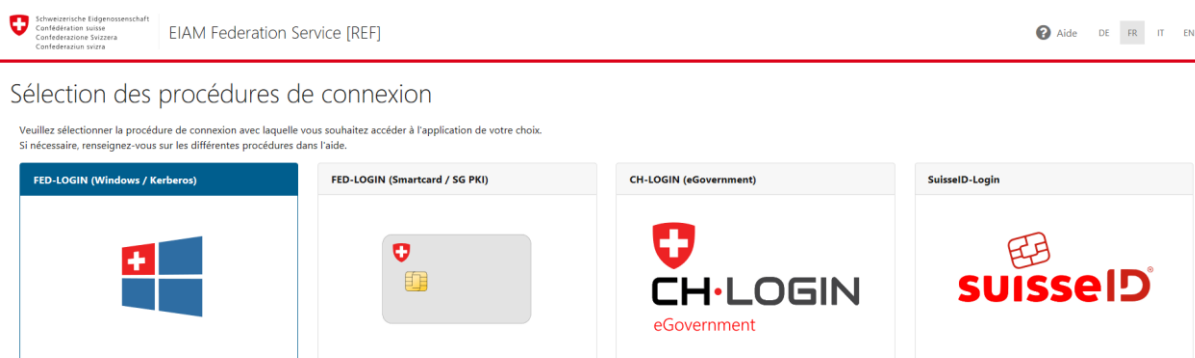 Schweizerische Eidgenossenschaft
Confédération suisse
Confederazione Svizzera
Confederaziun svizra
EIAM Federation Service [REF]
? Aide DE FR IT EN
Sélection des procédures de connexion
Veuillez sélectionner la procédure de connexion avec laquelle vous souhaitez accéder à l'application de votre choix.
Si nécessaire, renseignez-vous sur les différentes procédures dans l'aide.
FED-LOGIN (Windows / Kerberos)
FED-LOGIN (Smartcard / SG PKI)
CH-LOGIN (eGovernment)
SuisseID-Login
CH·LOGIN
eGovernment
suisseID®